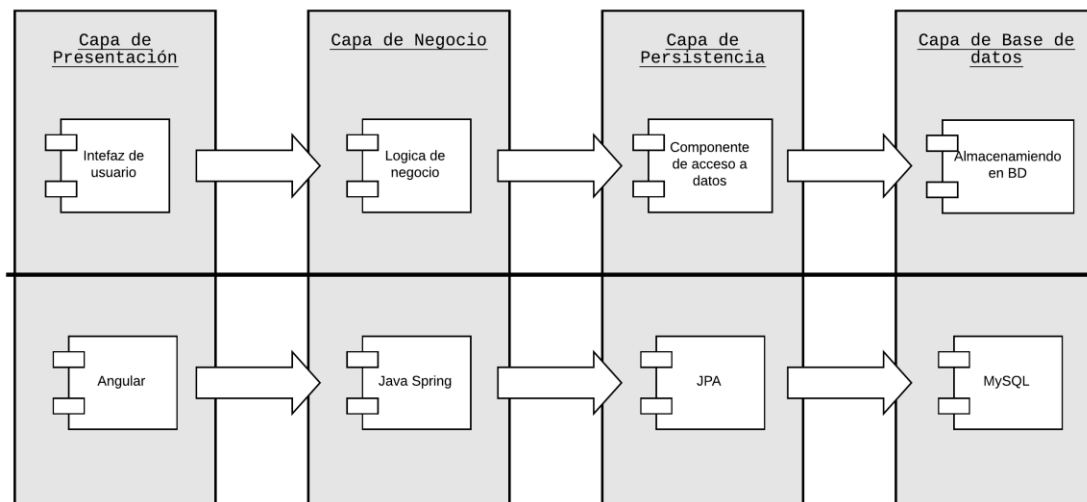 Capa de
Presentación
Capa de Negocio
Capa de
Persistencia
Capa de Base de
datos
Intefaz de
usuario
Logica de
negocio
Componente
de acceso a
datos
Almacenamiendo
en BD
Angular
Java Spring
JPA
MySQL